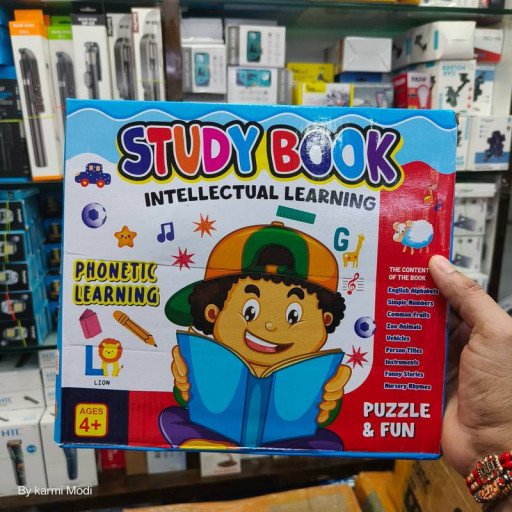 STUDY BOOK
INTELLECTUAL LEARNING
G
PHONETIC
LEARNING
L
LION
AGES
4+
THE CONTENT
OF THE BOOK
English Alphabets
Simple Numbers
Common Fruits
Zoo Animals
Vehicles
Person Titles
Instruments
Funny Stories
Nursery Rhymes
PUZZLE
& FUN
By karmi Modi